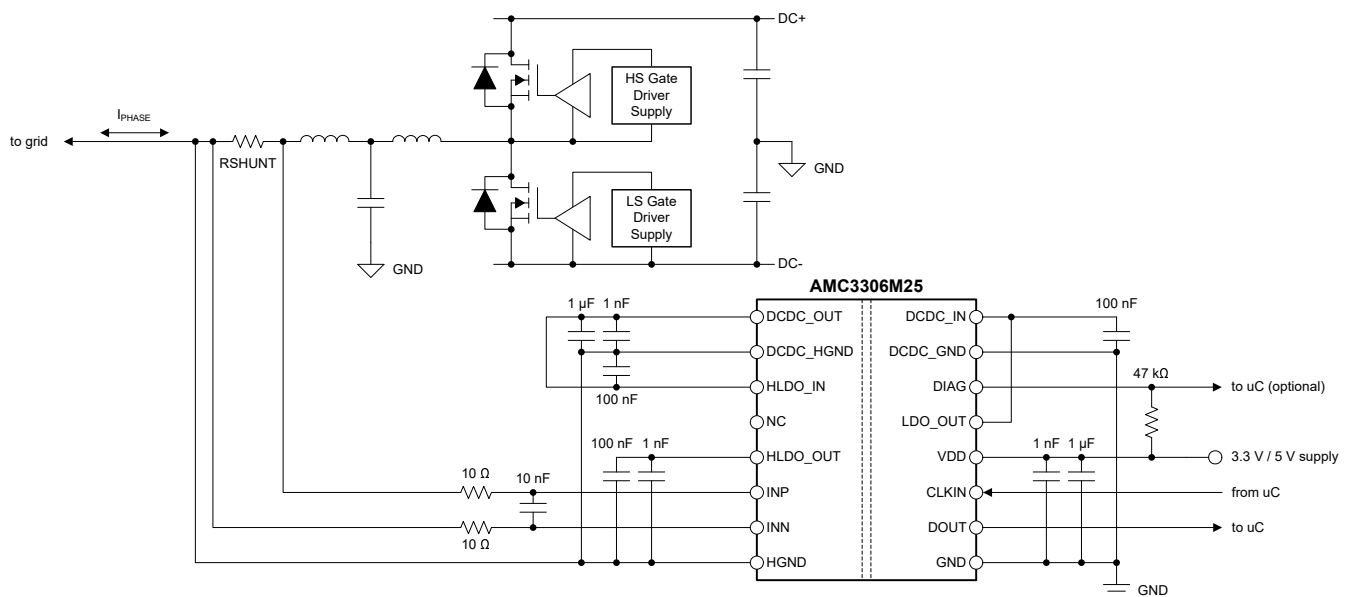 DC+
HS Gate
Driver
Supply
I PHASE
to grid
RSHUNT
GND
LS Gate
Driver
Supply
GND
DC-
AMC3306M25
1 µF 1 nF
100 nF
DCDC_OUT
DCDC_IN
DCDC_HGND
DCDC_GND
47 kΩ
HLDO_IN
DIAG
to uC (optional)
100 nF
NC
LDO_OUT
100 nF 1 nF
1 nF 1 µF
HLDO_OUT
VDD
3.3 V / 5 V supply
10 Ω
10 nF
INP
CLKIN
from uC
INN
DOUT
to uC
10 Ω
HGND
GND
GND